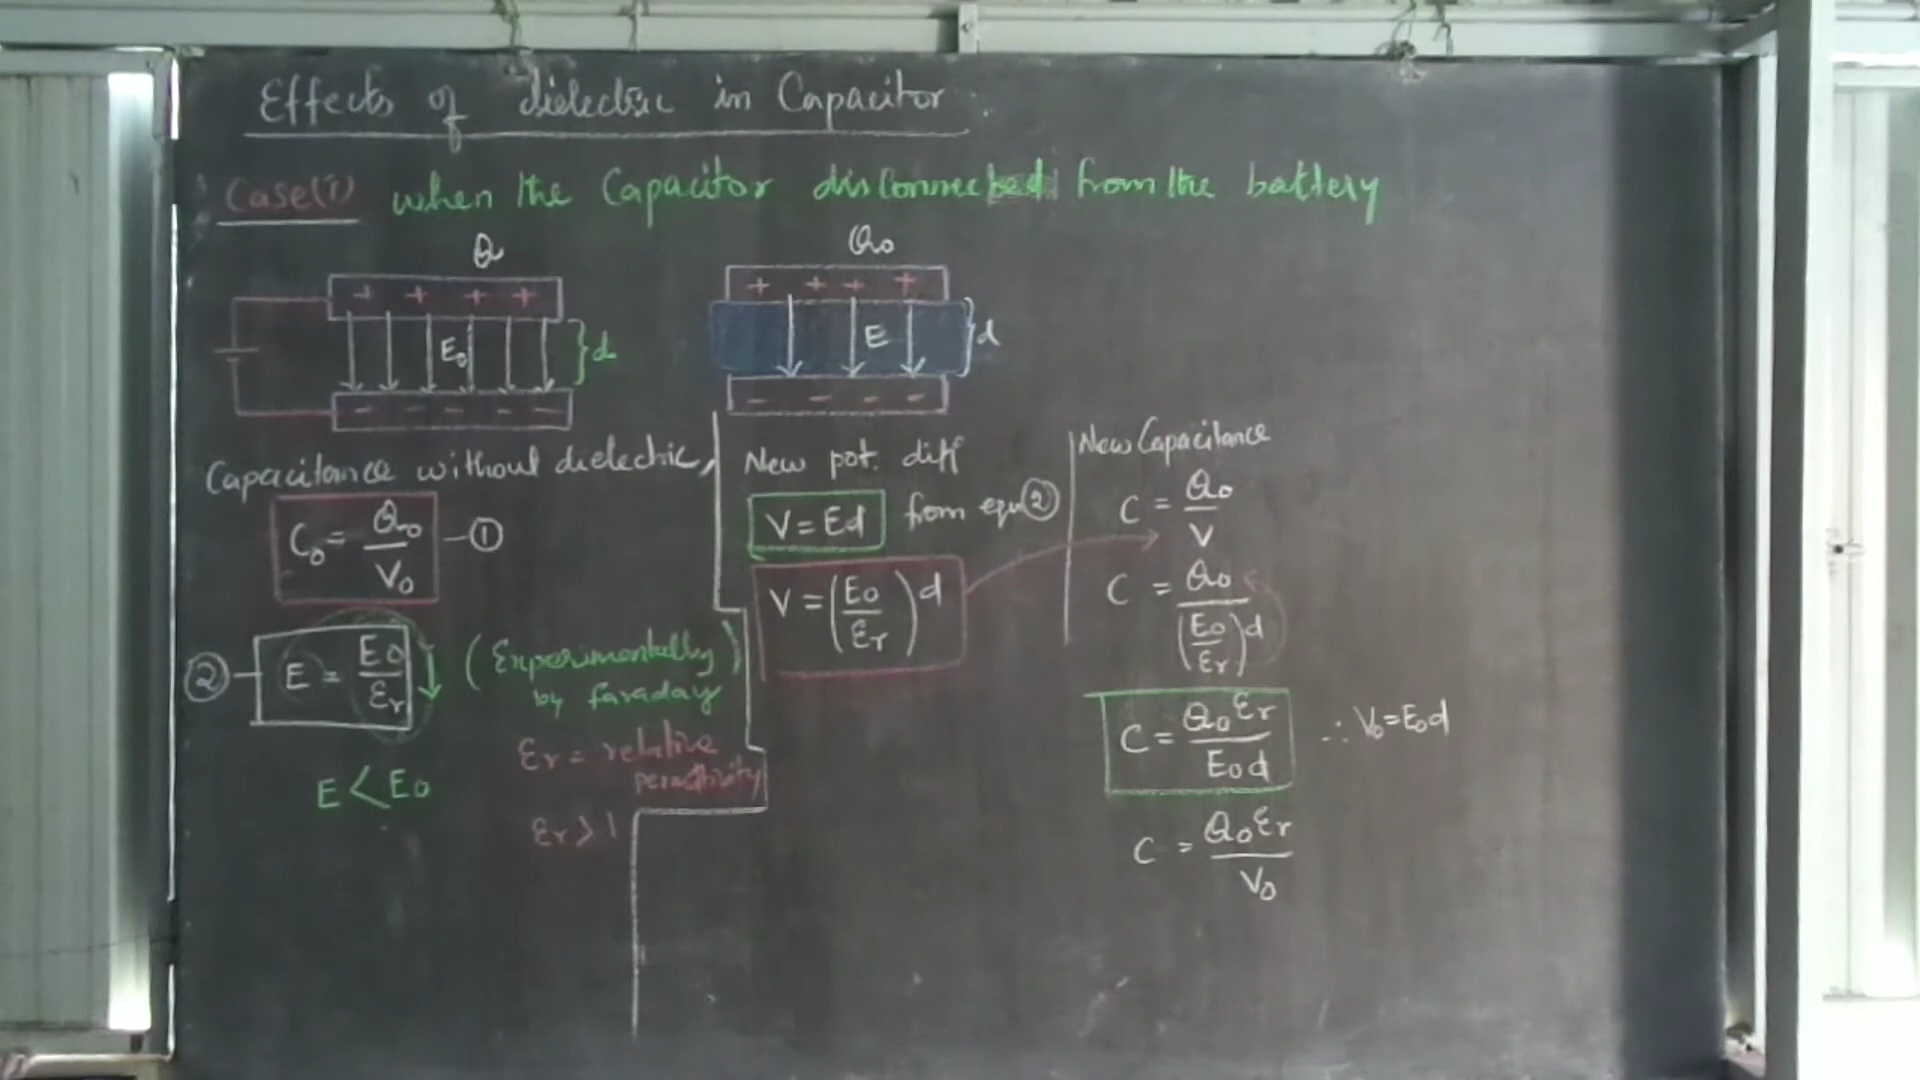 Effects of dielectric in Capacitor
Case(i) when the Capacitor disconnected from the battery
Q
+ + + +
E₀
d
- - - - -
Q₀
+ + + +
E
d
- - - -
Capacitance without dielectric,
C₀ = Q₀/V₀ - ①
② - E = E₀/εr ↓ (Experimentally
by faraday
)
E < E₀
εr = relative
permittivity
εr > 1
New pot. diff
V = Ed from equ ②
V = (E₀/εr) d
New Capacitance
C = Q₀/V
C = Q₀/(E₀/εr)d
C = Q₀εr/E₀d ∴ V₀ = E₀d
C = Q₀εr/V₀